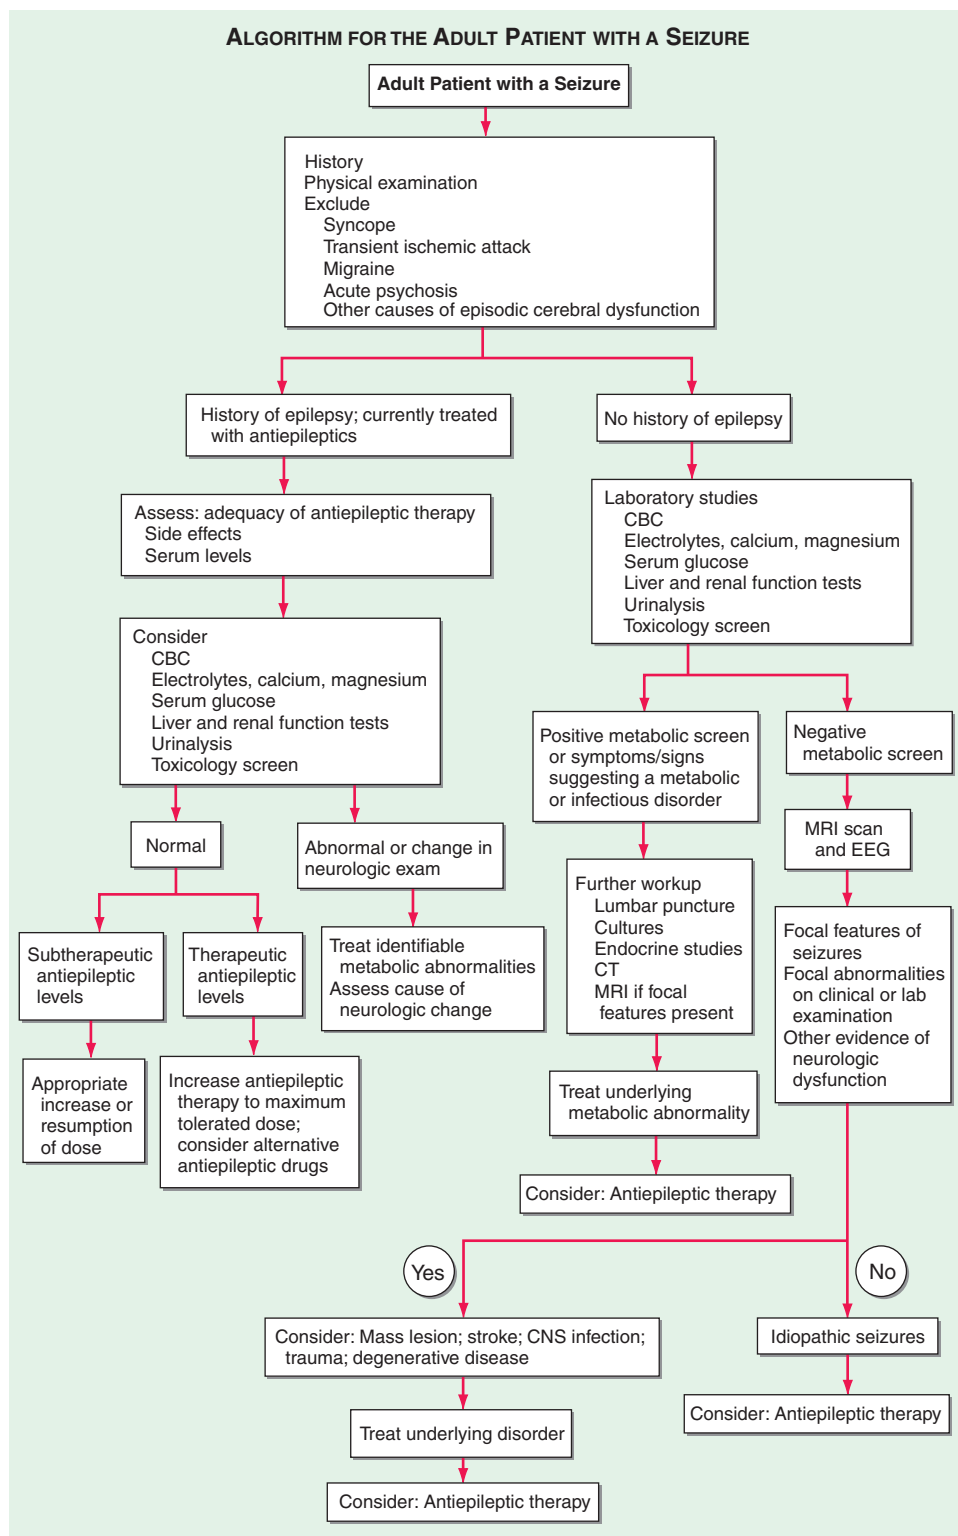 ALGORITHM FOR THE ADULT PATIENT WITH A SEIZURE
Adult Patient with a Seizure
History
Physical examination
Exclude
Syncope
Transient ischemic attack
Migraine
Acute psychosis
Other causes of episodic cerebral dysfunction
History of epilepsy; currently treated
with antiepileptics
No history of epilepsy
Assess: adequacy of antiepileptic therapy
Side effects
Serum levels
Laboratory studies
CBC
Electrolytes, calcium, magnesium
Serum glucose
Liver and renal function tests
Urinalysis
Toxicology screen
Consider
CBC
Electrolytes, calcium, magnesium
Serum glucose
Liver and renal function tests
Urinalysis
Toxicology screen
Positive metabolic screen
or symptoms/signs
suggesting a metabolic
or infectious disorder
Negative
metabolic screen
Normal
Abnormal or change in
neurologic exam
MRI scan
and EEG
Further workup
Lumbar puncture
Cultures
Endocrine studies
CT
MRI if focal
features present
Subtherapeutic
antiepileptic
levels
Therapeutic
antiepileptic
levels
Treat identifiable
metabolic abnormalities
Assess cause of
neurologic change
Focal features of
seizures
Focal abnormalities
on clinical or lab
examination
Other evidence of
neurologic
dysfunction
Appropriate
increase or
resumption
of dose
Increase antiepileptic
therapy to maximum
tolerated dose;
consider alternative
antiepileptic drugs
Treat underlying
metabolic abnormality
Consider: Antiepileptic therapy
Yes
No
Consider: Mass lesion; stroke; CNS infection;
trauma; degenerative disease
Idiopathic seizures
Treat underlying disorder
Consider: Antiepileptic therapy
Consider: Antiepileptic therapy